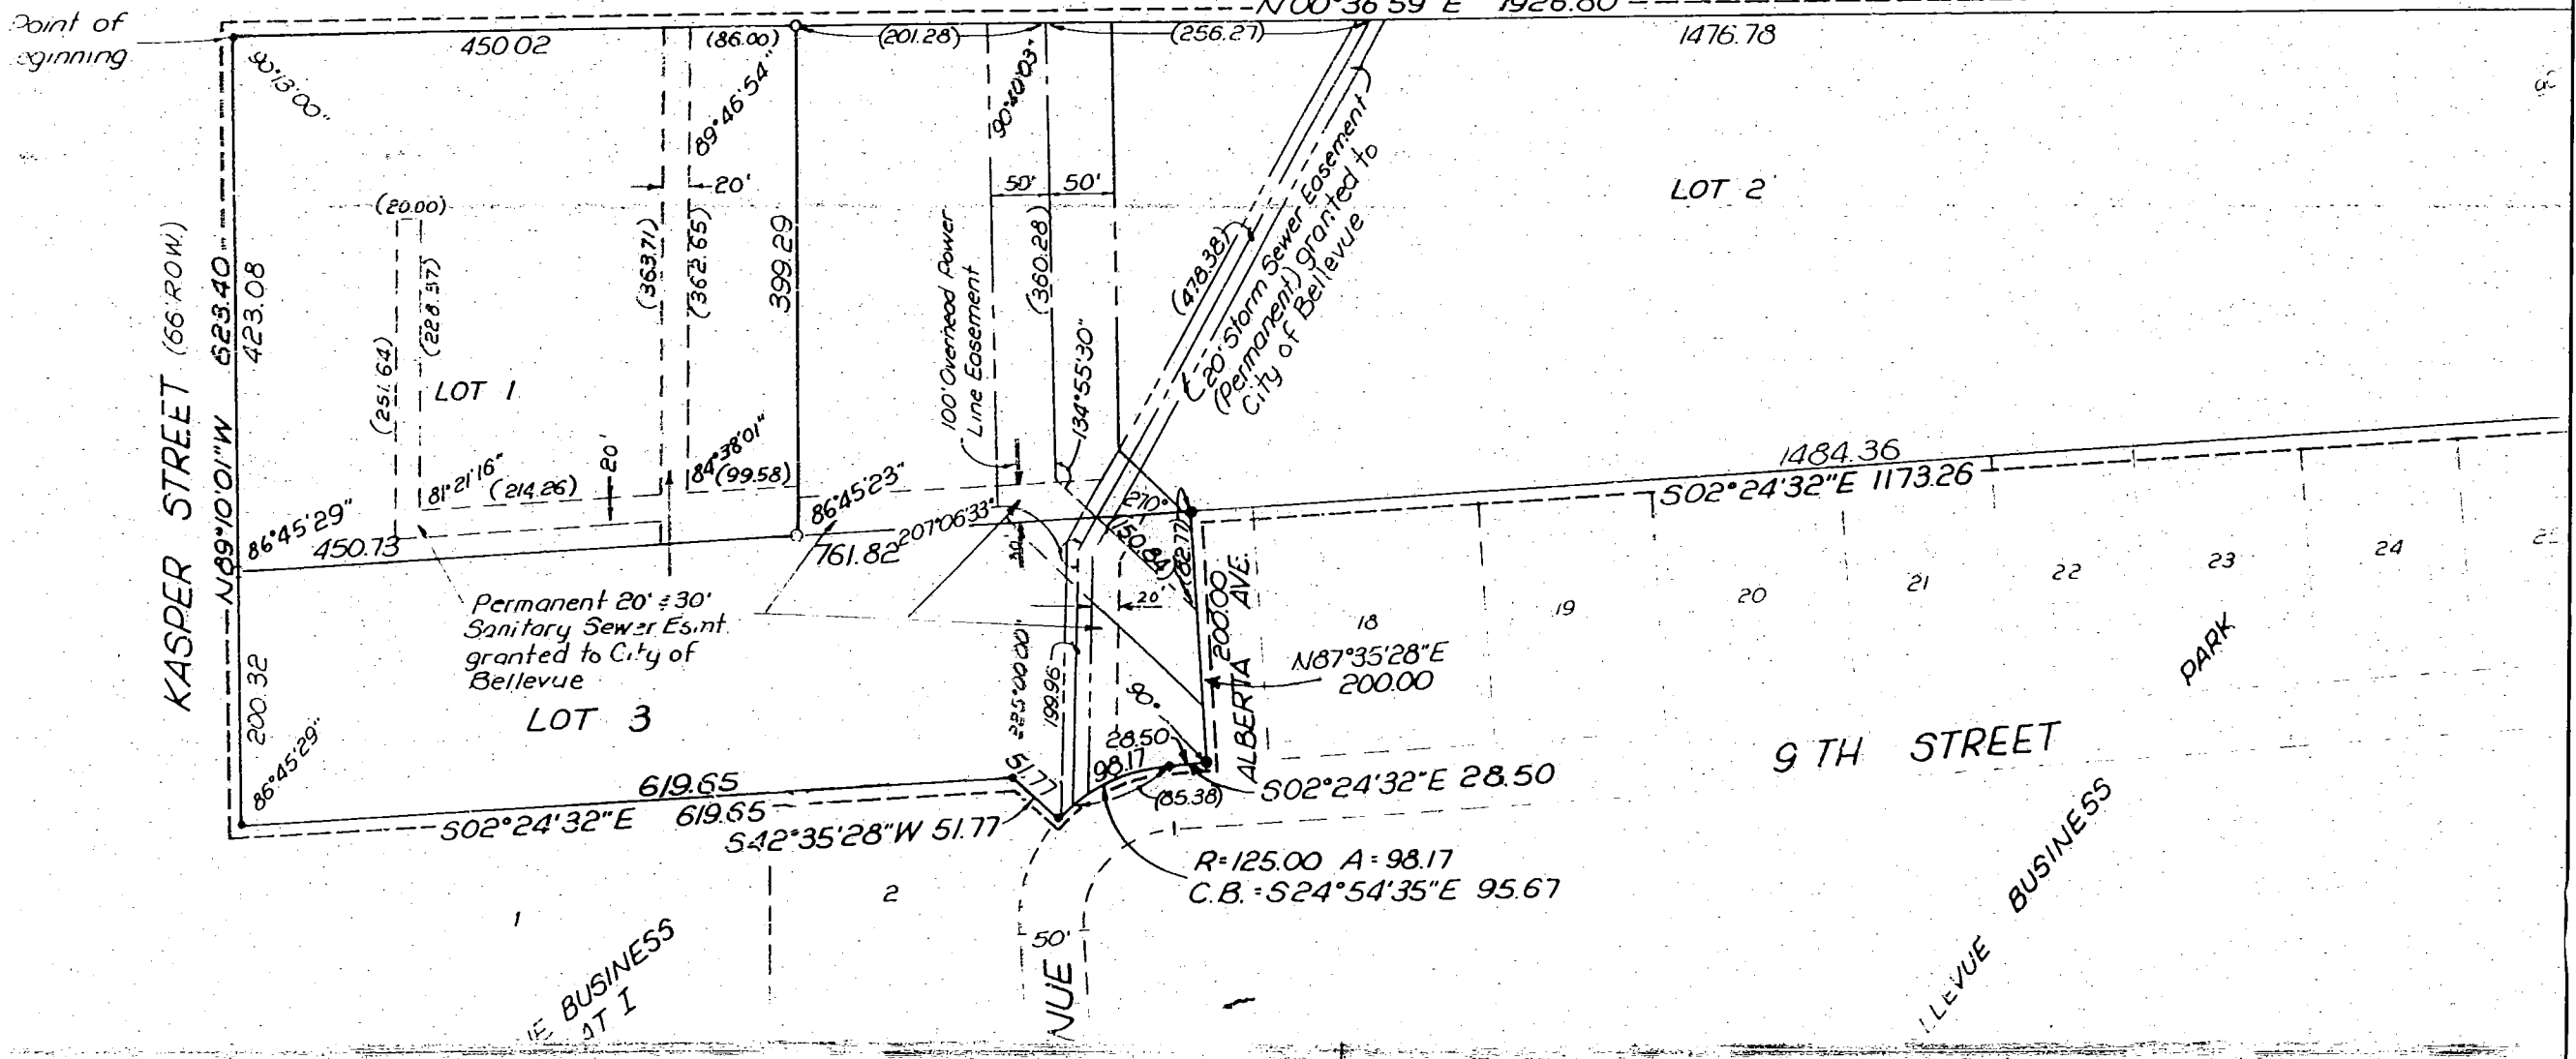 N00°36'59"E 1926.80
Point of
450.02
(86.00)
(201.28)
(256.27)
1476.78
90°13'00"
89°46'54"
20'
50'
50'
(20.00)
LOT 2
KASPER STREET (66' R.O.W.)
N89°10'01"W 623.40
423.08
(251.64)
(228.57)
(363.71)
(362.65)
399.29
100' Overhead Power
Line Easement
(360.28)
134°55'30"
(478.38)
20' Storm Sewer Easement
(Permanent) granted to
City of Bellevue
LOT 1
81°21'16"
(214.26)
20'
84°38'01"
(99.58)
86°45'29"
450.73
86°45'23"
761.82
207°06'33"
270°
(150.84)
(82.77)
1484.36
S02°24'32"E 1173.26
Permanent 20' & 30'
Sanitary Sewer Esmt.
granted to City of
Bellevue
20'
200.00
ALBERTA AVE.
18
19
20
21
22
23
24
N87°35'28"E
200.00
200.32
86°45'29"
LOT 3
225°00'00"
199.96
90°
28.50
98.17
51.77
(85.38)
619.65
S02°24'32"E 619.65
S42°35'28"W 51.77
S02°24'32"E 28.50
R=125.00 A=98.17
C.B.=S24°54'35"E 95.67
9TH STREET
PARK
BUSINESS
LLEVUE
1
2
50'
NUE
BUSINESS
AT I